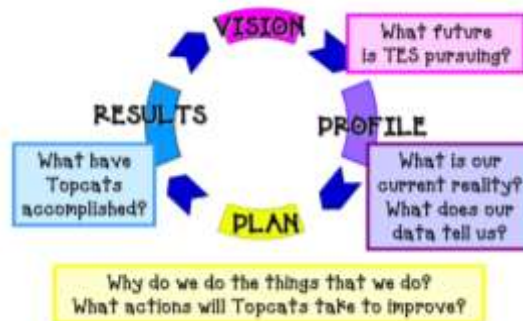 VISION
What future
is TES pursuing?
RESULTS
PROFILE
What have
Topcats
accomplished?
What is our
current reality?
What does our
data tell us?
PLAN
Why do we do the things that we do?
What actions will Topcats take to improve?